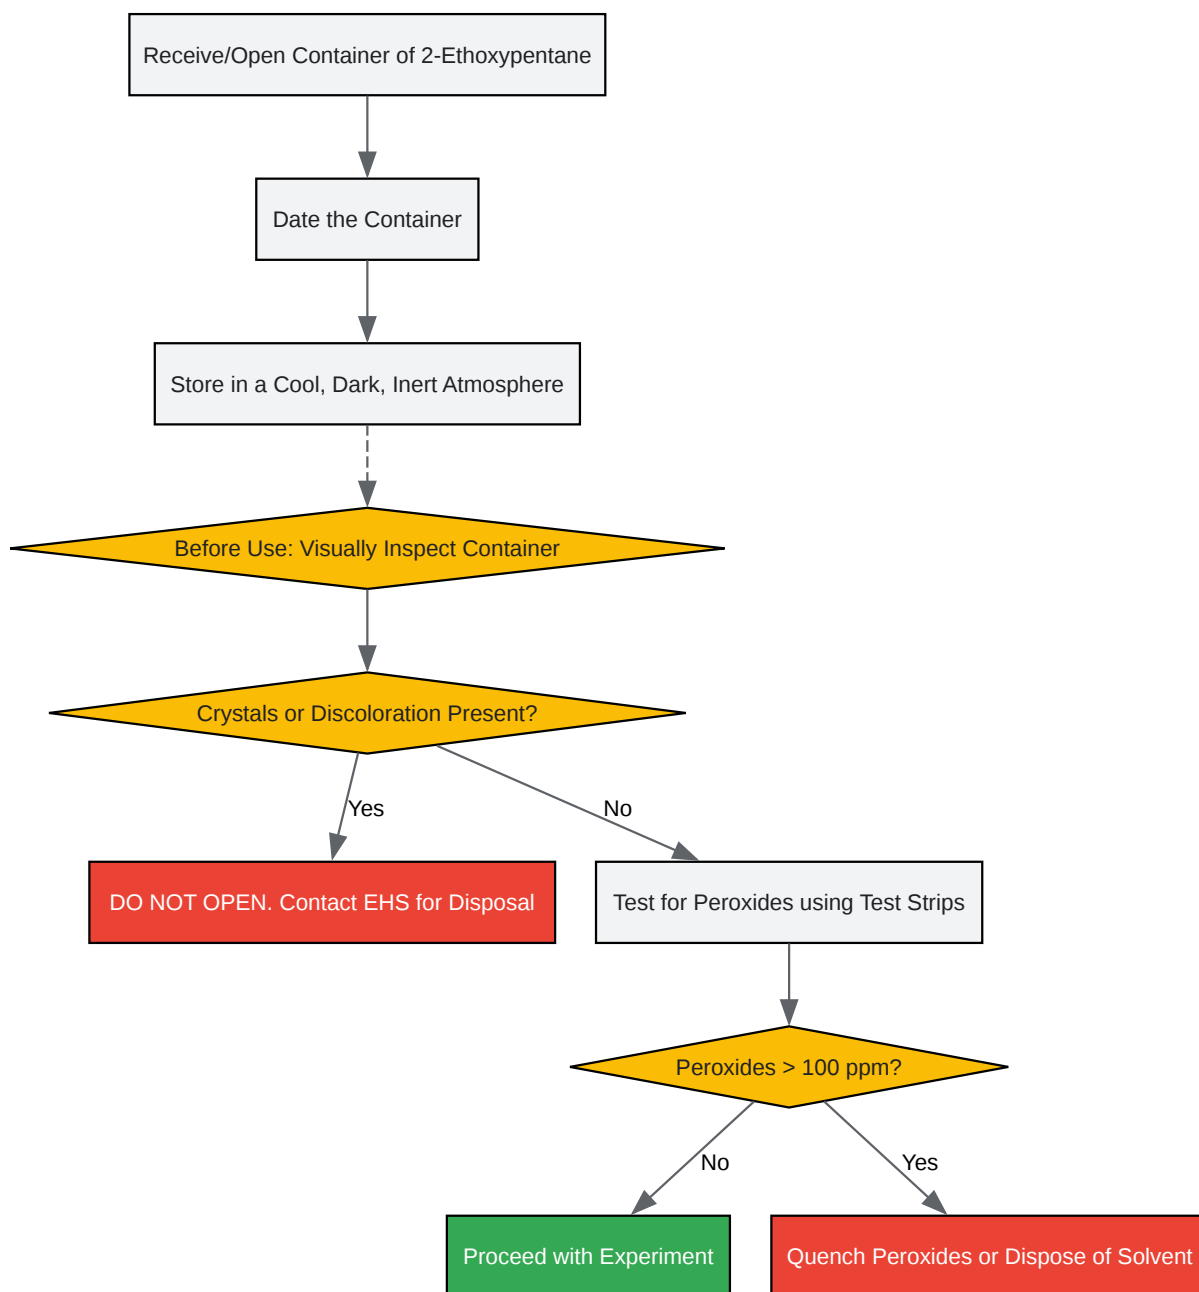 Receive/Open Container of 2-Ethoxypentane
Date the Container
Store in a Cool, Dark, Inert Atmosphere
Before Use: Visually Inspect Container
Crystals or Discoloration Present?
Yes
No
DO NOT OPEN. Contact EHS for Disposal
Test for Peroxides using Test Strips
Peroxides > 100 ppm?
No
Yes
Proceed with Experiment
Quench Peroxides or Dispose of Solvent